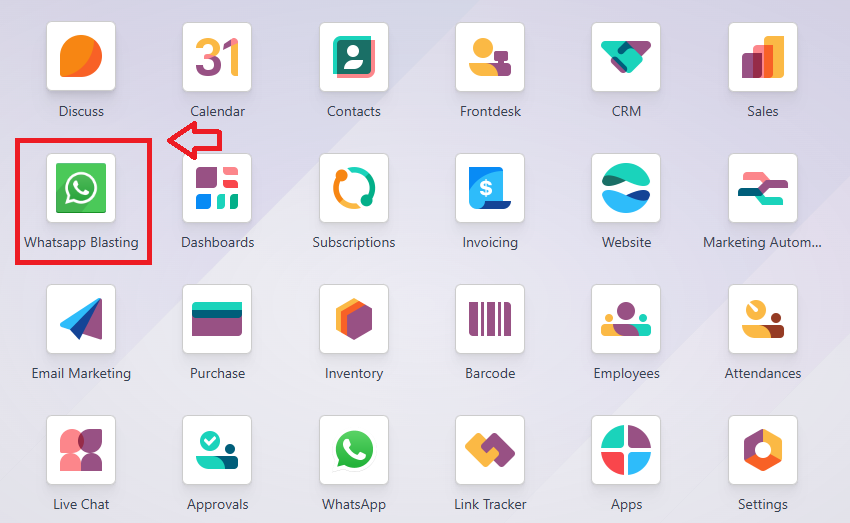 31
Discuss
Calendar
Contacts
Frontdesk
CRM
Sales
$
Whatsapp Blasting
Dashboards
Subscriptions
Invoicing
Website
Marketing Autom...
Email Marketing
Purchase
Inventory
Barcode
Employees
Attendances
Live Chat
Approvals
WhatsApp
Link Tracker
Apps
Settings